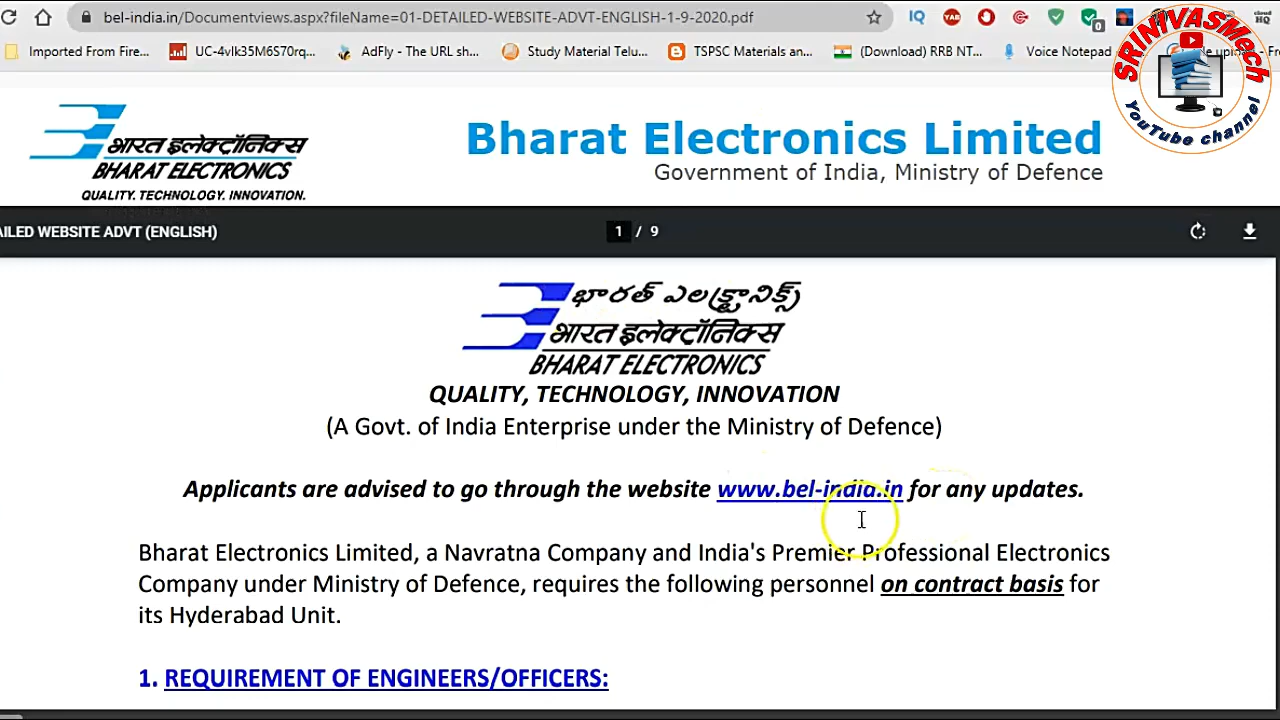 bel-india.in/Documentviews.aspx?fileName=01-DETAILED-WEBSITE-ADVT-ENGLISH-1-9-2020.pdf
Imported From Fire... UC-4vlk35M6S70rq... AdFly - The URL sh... Study Material Telu... TSPSC Materials an... (Download) RRB NT... Voice Notepad
SRINIVASMech
YouTube channel
भारत इलेक्ट्रॉनिक्स
BHARAT ELECTRONICS
QUALITY. TECHNOLOGY. INNOVATION.
Bharat Electronics Limited
Government of India, Ministry of Defence
AILED WEBSITE ADVT (ENGLISH) 1 / 9
భారత్ ఎలక్ట్రానిక్స్
भारत इलेक्ट्रॉनिक्स
BHARAT ELECTRONICS
QUALITY, TECHNOLOGY, INNOVATION
(A Govt. of India Enterprise under the Ministry of Defence)
Applicants are advised to go through the website www.bel-india.in for any updates.
Bharat Electronics Limited, a Navratna Company and India's Premier Professional Electronics
Company under Ministry of Defence, requires the following personnel on contract basis for
its Hyderabad Unit.
1. REQUIREMENT OF ENGINEERS/OFFICERS: